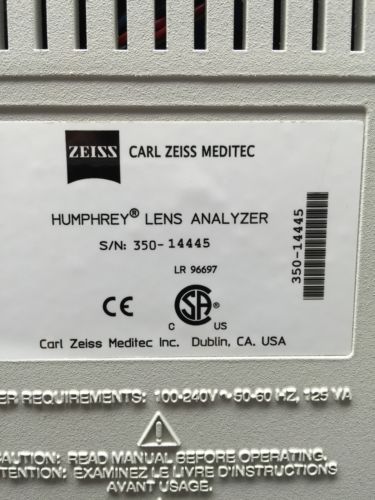 ZEISS CARL ZEISS MEDITEC
HUMPHREY® LENS ANALYZER
S/N: 350-14445
350-14445
LR 96697
CE
C SA US
Carl Zeiss Meditec Inc. Dublin, CA. USA
ER REQUIREMENTS: 100-240V~50-60 HZ, 125 VA
CAUTION: READ MANUAL BEFORE OPERATING.
TTENTION: EXAMINEZ LE LIVRE D'INSTRUCTIONS
AVANT USAGE.